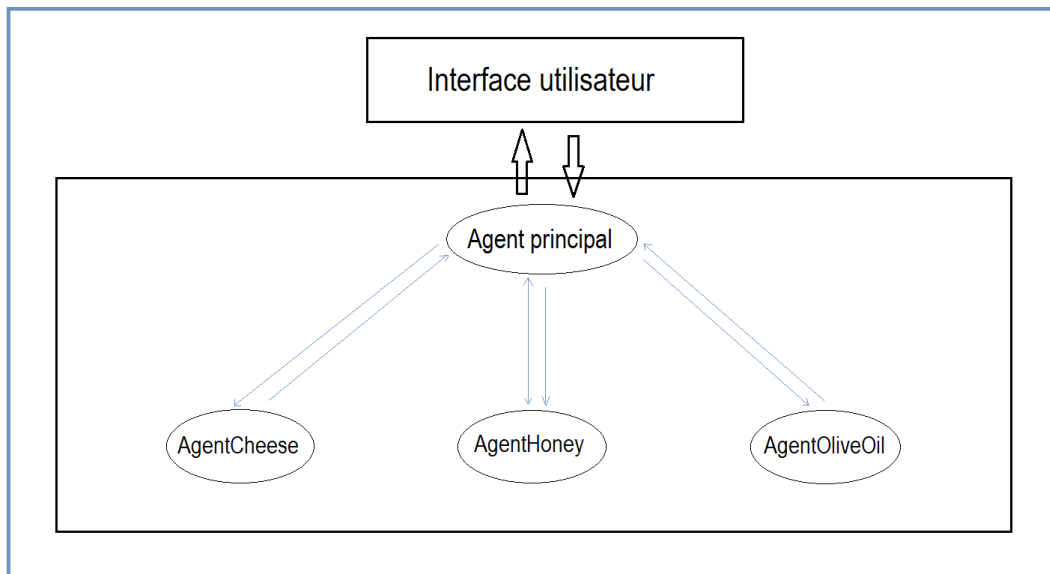 Interface utilisateur
Agent principal
AgentCheese
AgentHoney
AgentOliveOil